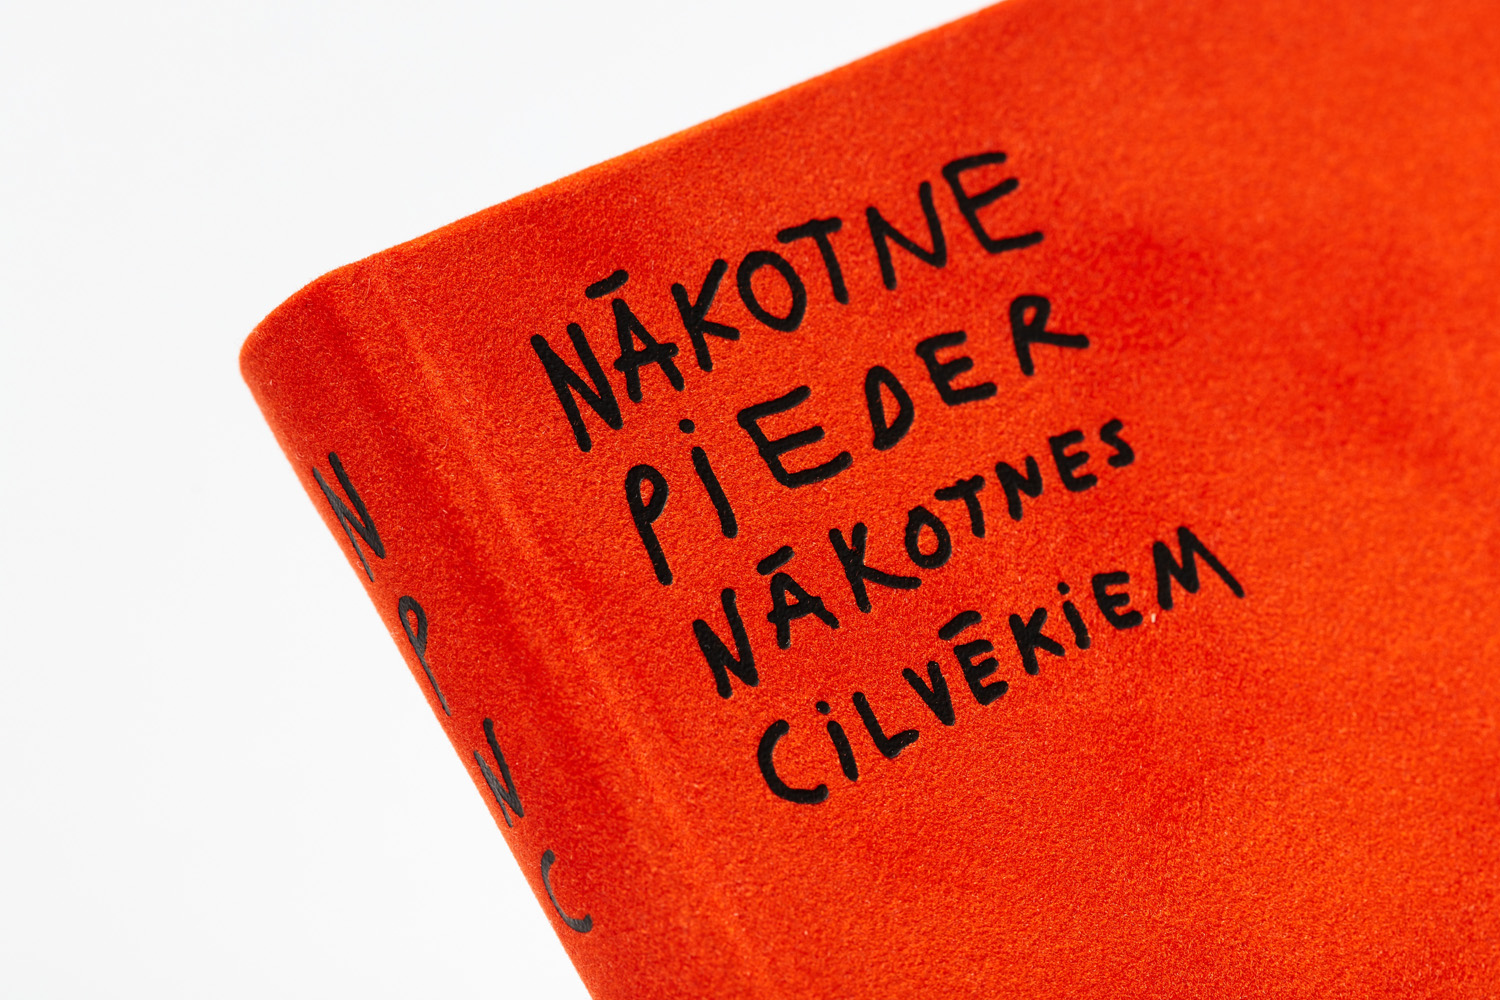 NĀKOTNE
PiEDER
NĀKOTNES
CiLVĒKiEM
N P N C